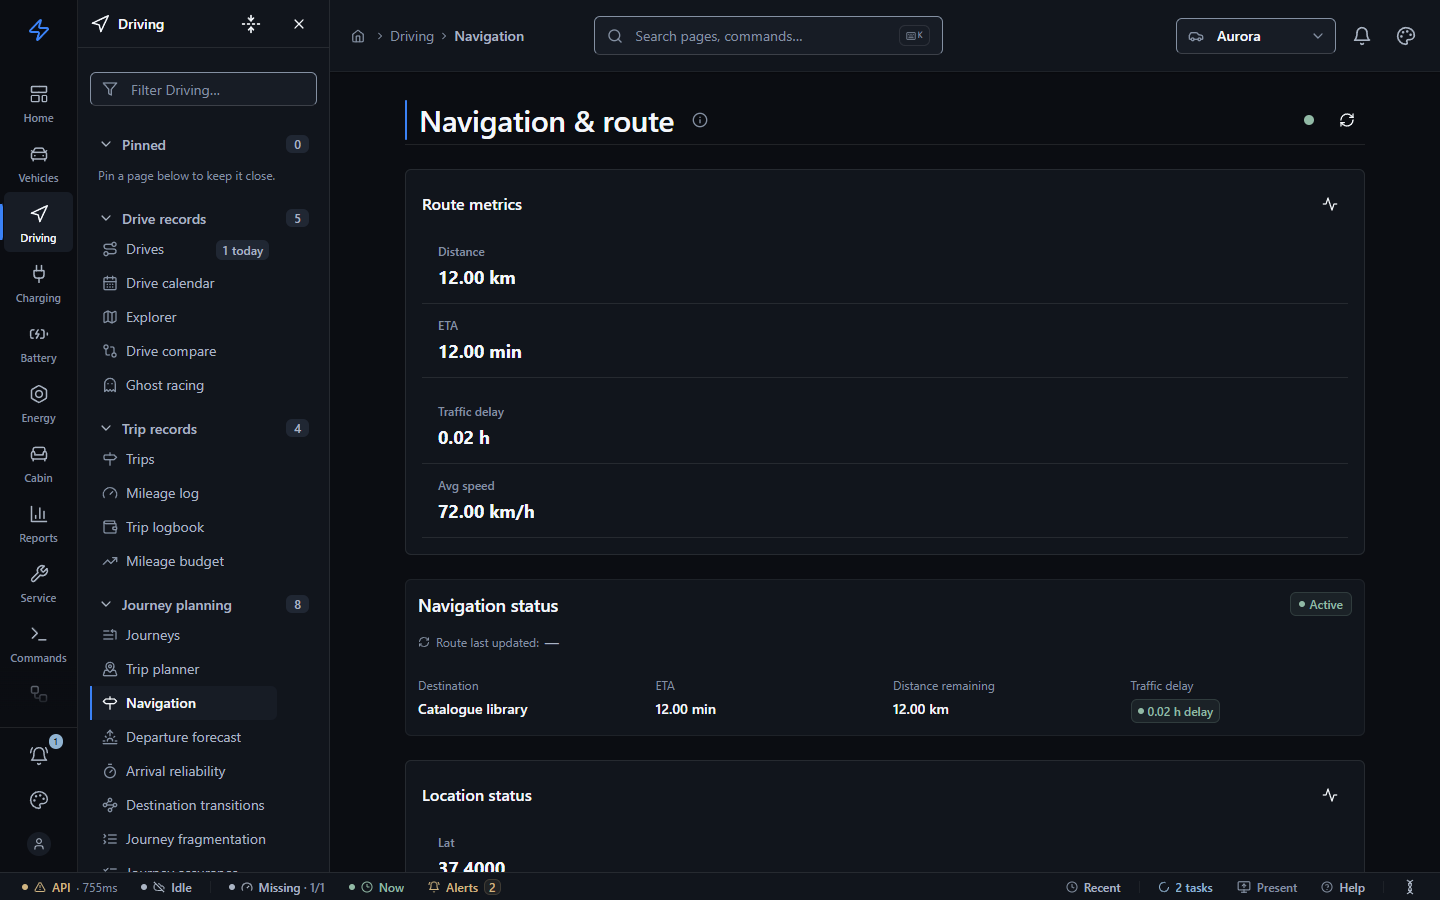 Driving
Driving
Navigation
Search pages, commands...
K
Aurora
Home
Vehicles
Driving
Charging
Battery
Energy
Cabin
Reports
Service
Commands
1
Filter Driving...
Pinned
0
Pin a page below to keep it close.
Drive records
5
Drives
1 today
Drive calendar
Explorer
Drive compare
Ghost racing
Trip records
4
Trips
Mileage log
Trip logbook
Mileage budget
Journey planning
8
Journeys
Trip planner
Navigation
Departure forecast
Arrival reliability
Destination transitions
Journey fragmentation
Navigation & route
Route metrics
Distance
12.00 km
ETA
12.00 min
Traffic delay
0.02 h
Avg speed
72.00 km/h
Navigation status
Active
Route last updated: —
Destination
Catalogue library
ETA
12.00 min
Distance remaining
12.00 km
Traffic delay
0.02 h delay
Location status
Lat
37.4000
API · 755ms
Idle
Missing · 1/1
Now
Alerts 2
Recent
2 tasks
Present
Help